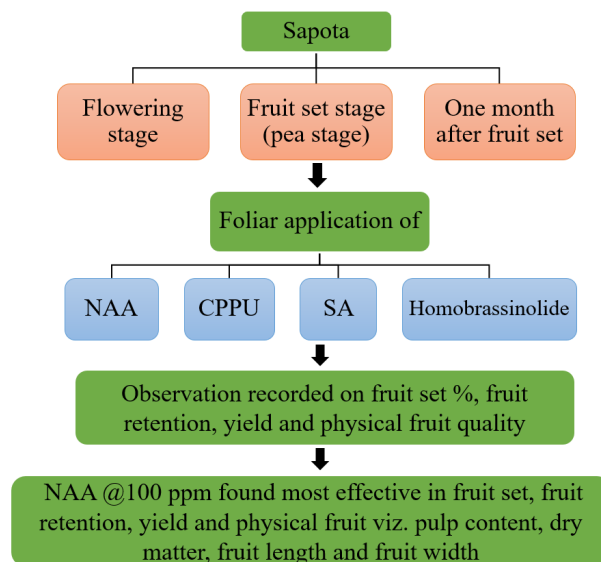 Sapota
Flowering
stage
Fruit set stage
(pea stage)
One month
after fruit set
Foliar application of
NAA
CPPU
SA
Homobrassinolide
Observation recorded on fruit set %, fruit
retention, yield and physical fruit quality
NAA @100 ppm found most effective in fruit set, fruit
retention, yield and physical fruit viz. pulp content, dry
matter, fruit length and fruit width